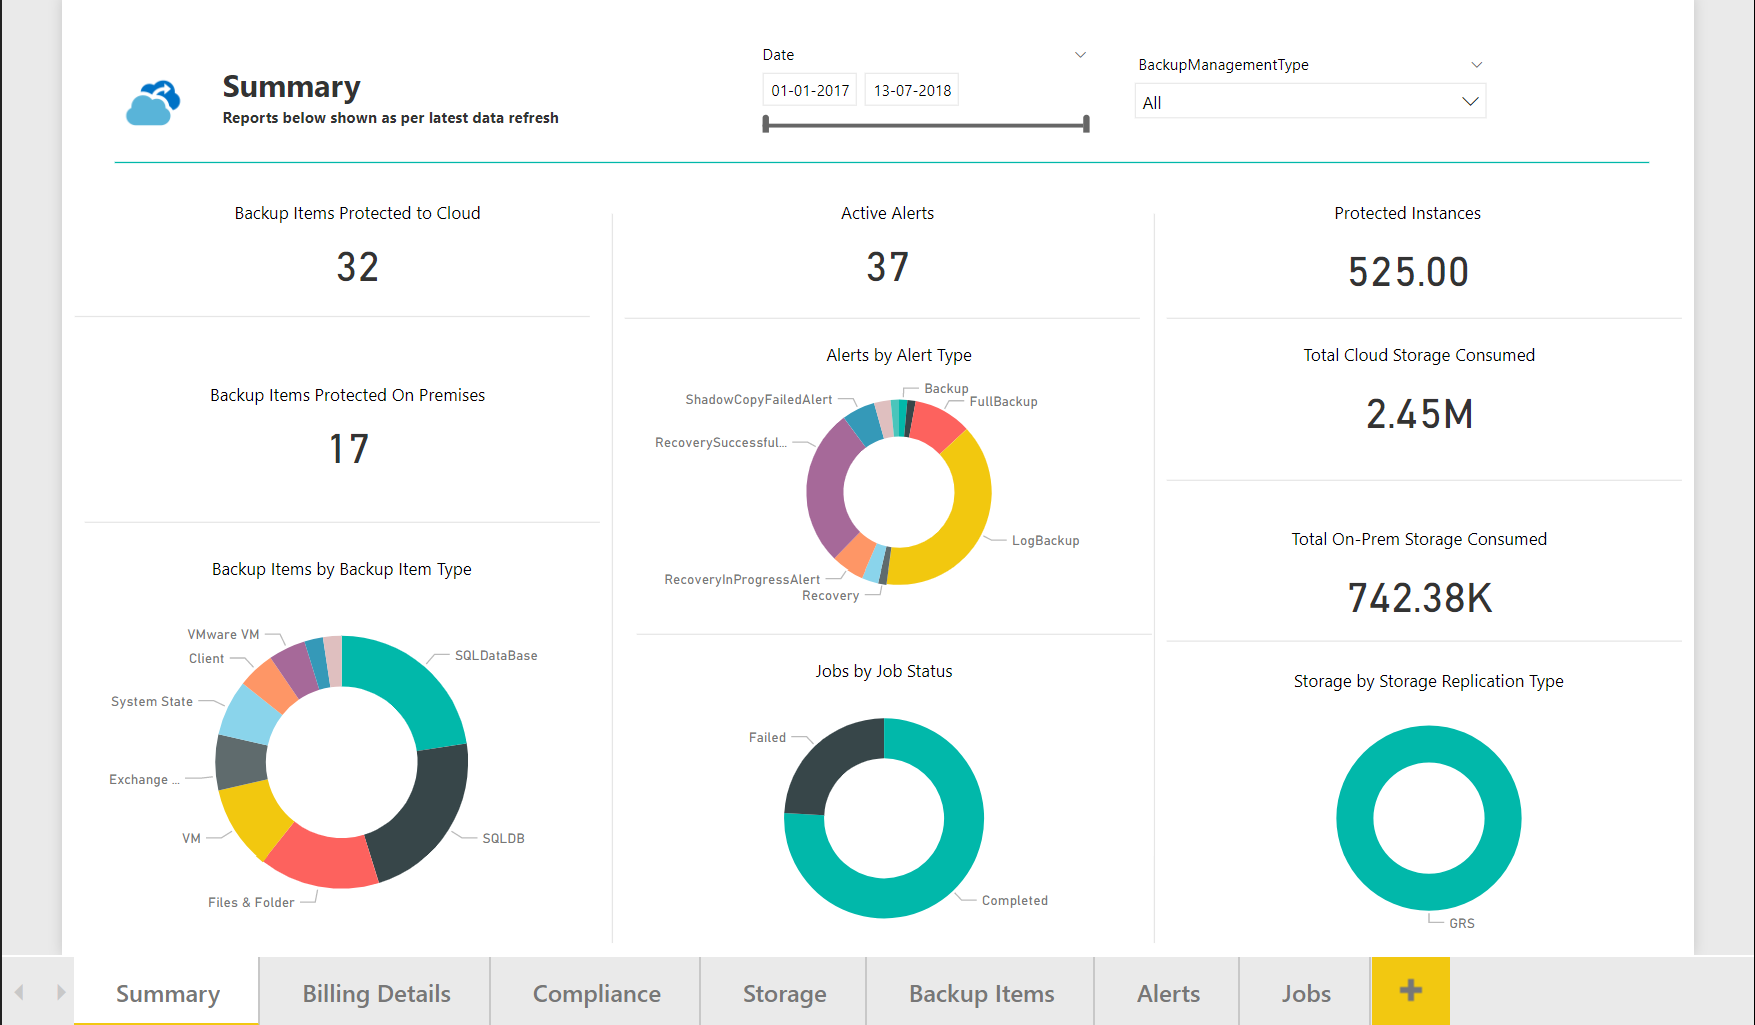 Summary
Reports below shown as per latest data refresh
Date
01-01-2017 13-07-2018
BackupManagementType
All
Backup Items Protected to Cloud
32
Backup Items Protected On Premises
17
Backup Items by Backup Item Type
VMware VM
Client
System State
Exchange ...
VM
Files & Folder
SQLDataBase
SQLDB
Active Alerts
37
Alerts by Alert Type
Backup
FullBackup
ShadowCopyFailedAlert
RecoverySuccessful...
LogBackup
RecoveryInProgressAlert
Recovery
Jobs by Job Status
Failed
Completed
Protected Instances
525.00
Total Cloud Storage Consumed
2.45M
Total On-Prem Storage Consumed
742.38K
Storage by Storage Replication Type
GRS
Summary Billing Details Compliance Storage Backup Items Alerts Jobs +